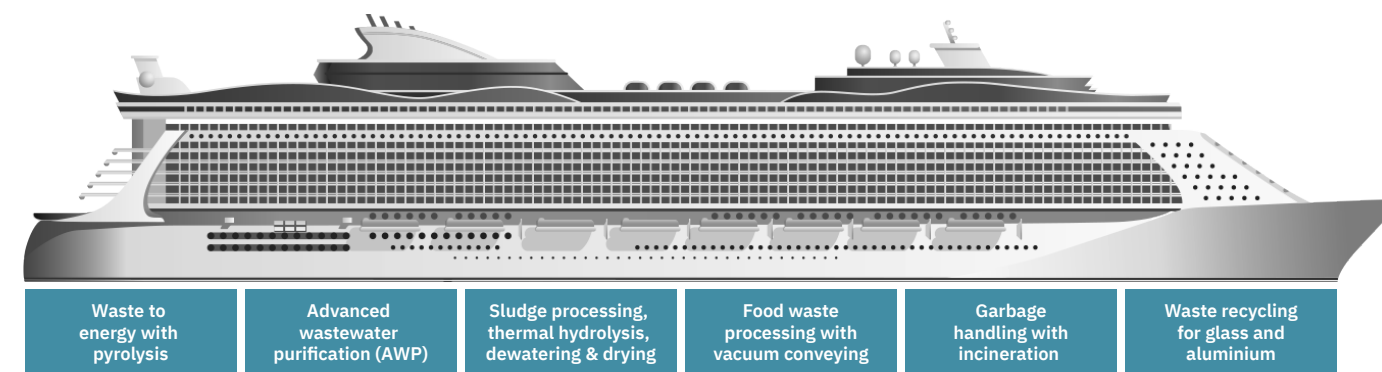 Waste to
energy with
pyrolysis
Advanced
wastewater
purification (AWP)
Sludge processing,
thermal hydrolysis,
dewatering & drying
Food waste
processing with
vacuum conveying
Garbage
handling with
incineration
Waste recycling
for glass and
aluminium